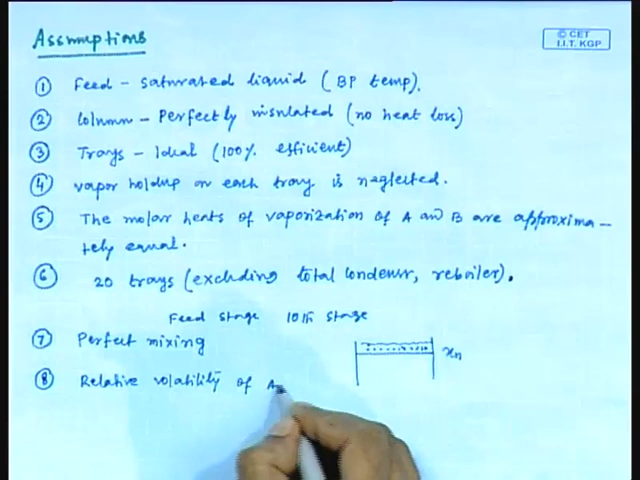 Assumptions
© CET
I.I.T. KGP
① Feed - saturated liquid (BP temp).
② Column - Perfectly insulated (no heat loss)
③ Trays - Ideal (100% efficient)
④ vapor holdup on each tray is neglected.
⑤ The molar heats of vaporization of A and B are approxima-
tely equal.
⑥ 20 trays (excluding total condenser, reboiler).
Feed stage 10th stage
⑦ Perfect mixing
xn
⑧ Relative volatility of A